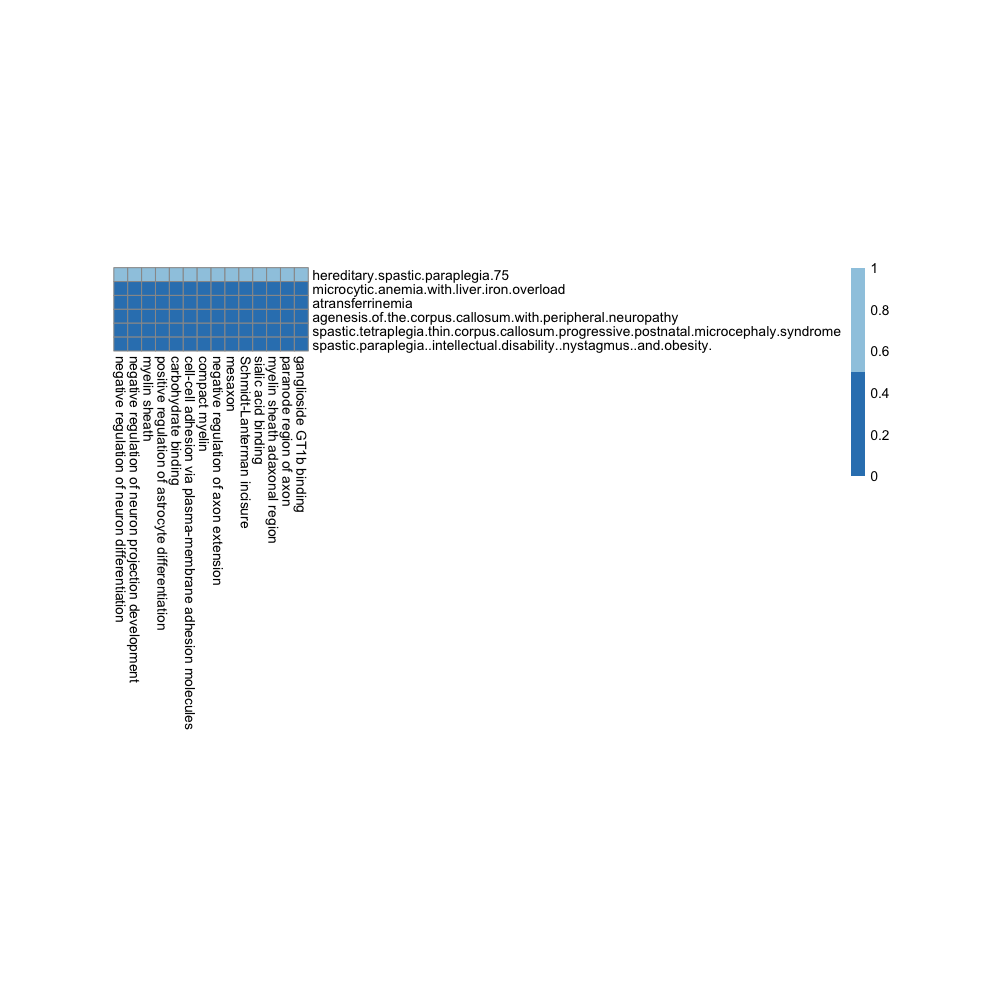 hereditary.spastic.paraplegia.75
microcytic.anemia.with.liver.iron.overload
atransferrinemia
agenesis.of.the.corpus.callosum.with.peripheral.neuropathy
spastic.tetraplegia.thin.corpus.callosum.progressive.postnatal.microcephaly.syndrome
spastic.paraplegia..intellectual.disability..nystagmus..and.obesity.
1
0.8
0.6
0.4
0.2
0
negative regulation of neuron differentiation
negative regulation of neuron projection development
myelin sheath
positive regulation of astrocyte differentiation
carbohydrate binding
cell-cell adhesion via plasma-membrane adhesion molecules
compact myelin
negative regulation of axon extension
mesaxon
Schmidt-Lanterman incisure
sialic acid binding
myelin sheath adaxonal region
paranode region of axon
ganglioside GT1b binding